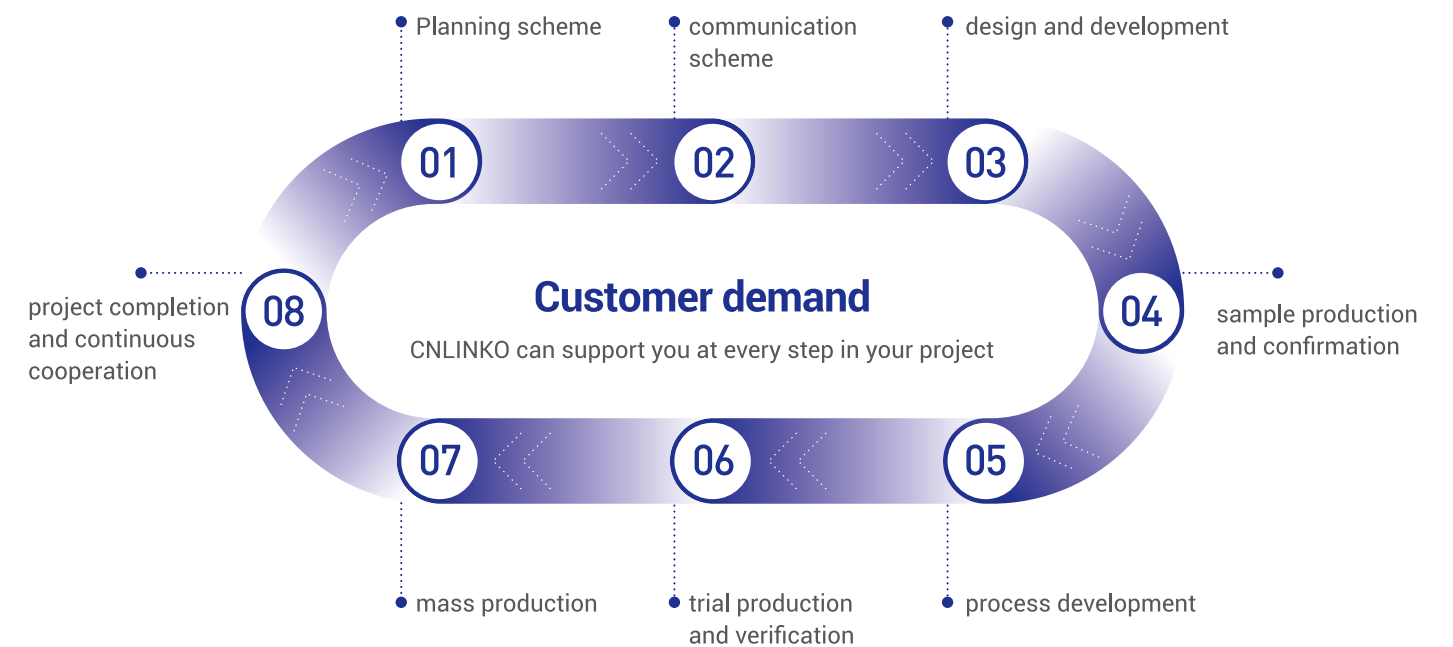 Planning scheme
communication
scheme
design and development
01
02
03
04
sample production
and confirmation
05
process development
06
trial production
and verification
07
mass production
08
project completion
and continuous
cooperation
Customer demand
CNLINKO can support you at every step in your project